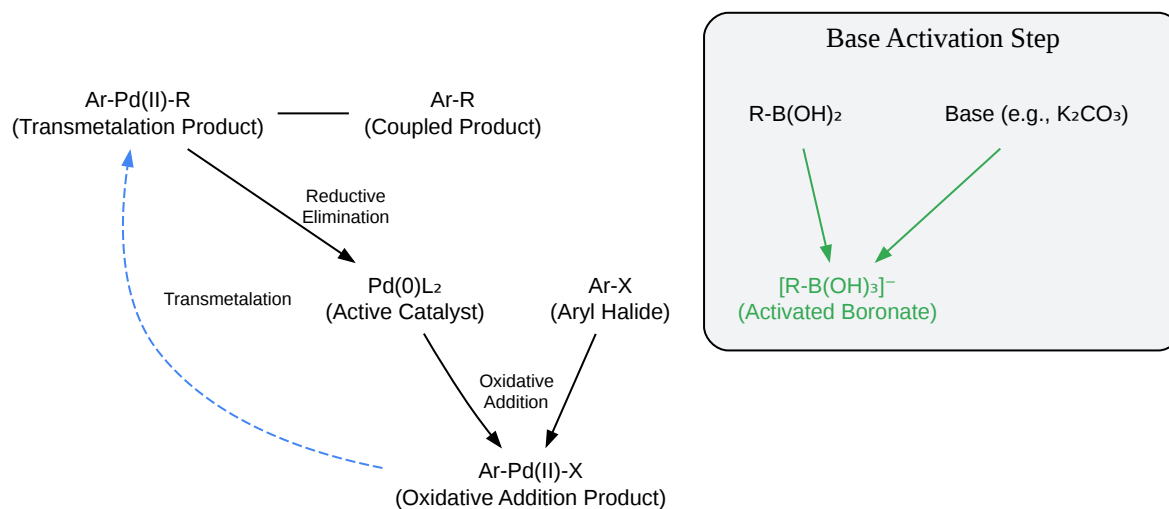 Base Activation Step
Ar-Pd(II)-R
(Transmetalation Product)
Ar-R
(Coupled Product)
R-B(OH)₂
Base (e.g., K₂CO₃)
Reductive
Elimination
Pd(0)L₂
(Active Catalyst)
Ar-X
(Aryl Halide)
[R-B(OH)₃]⁻
(Activated Boronate)
Transmetalation
Oxidative
Addition
Ar-Pd(II)-X
(Oxidative Addition Product)